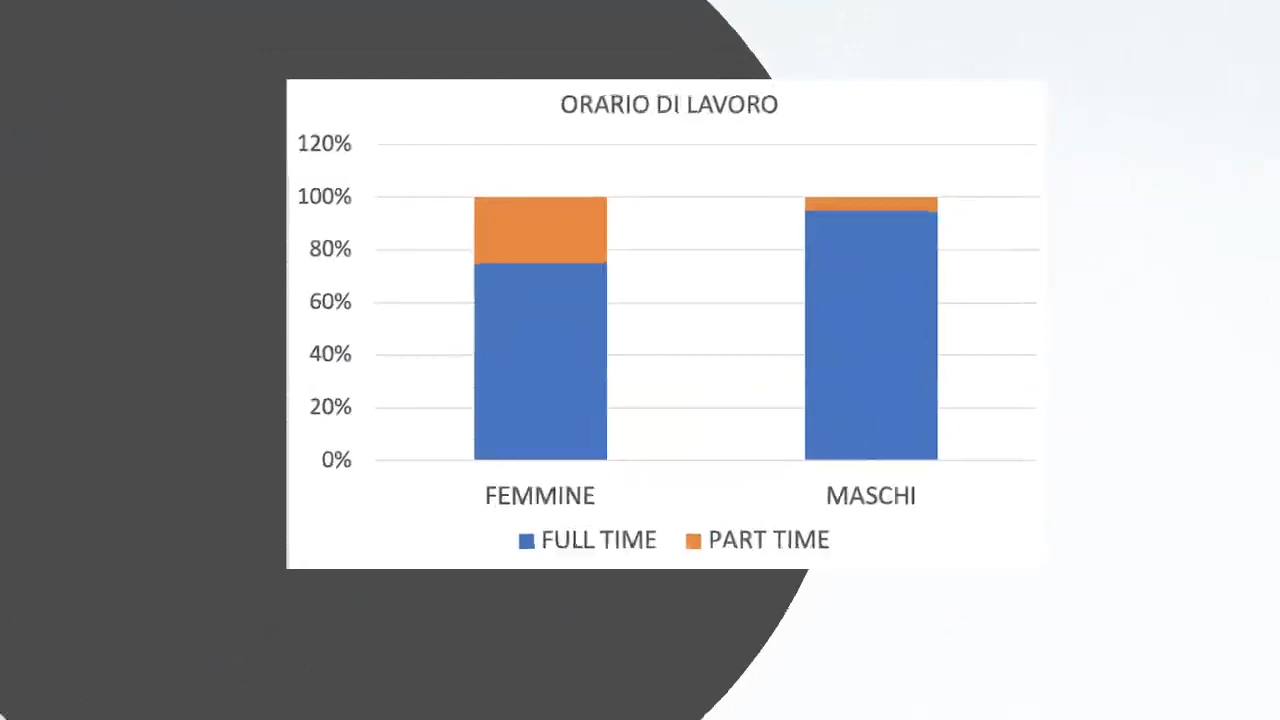 ORARIO DI LAVORO
120%
100%
80%
60%
40%
20%
0%
FEMMINE MASCHI
FULL TIME PART TIME